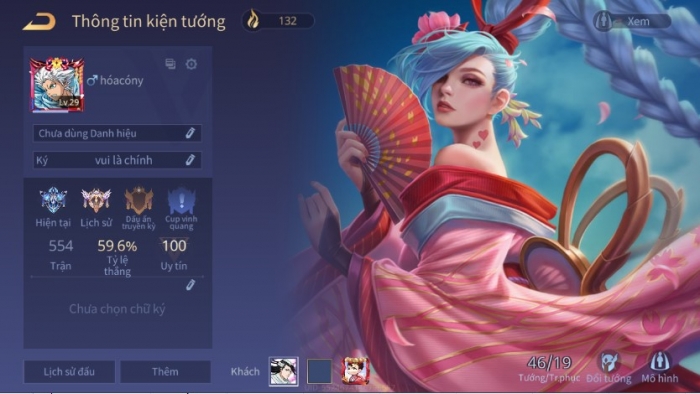 Thông tin kiện tướng
132
Xem
hóacóny
Lv.29
Chưa dùng Danh hiệu
Ký
vui là chính
Hiện tại
Lịch sử
Dấu ấn truyền kỳ
Cup vinh quang
554
59.6%
100
Trận
Tỷ lệ thắng
Uy tín
Chưa chọn chữ ký
Lịch sử đấu
Thêm
Khách
46/19
Tướng/Tr.phục
Đổi tướng
Mô hình